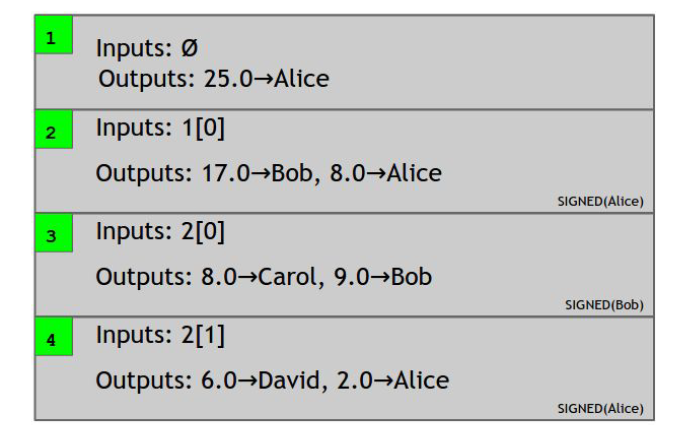 1
Inputs: Ø
Outputs: 25.0→Alice
2
Inputs: 1[0]
Outputs: 17.0→Bob, 8.0→Alice
SIGNED(Alice)
3
Inputs: 2[0]
Outputs: 8.0→Carol, 9.0→Bob
SIGNED(Bob)
4
Inputs: 2[1]
Outputs: 6.0→David, 2.0→Alice
SIGNED(Alice)